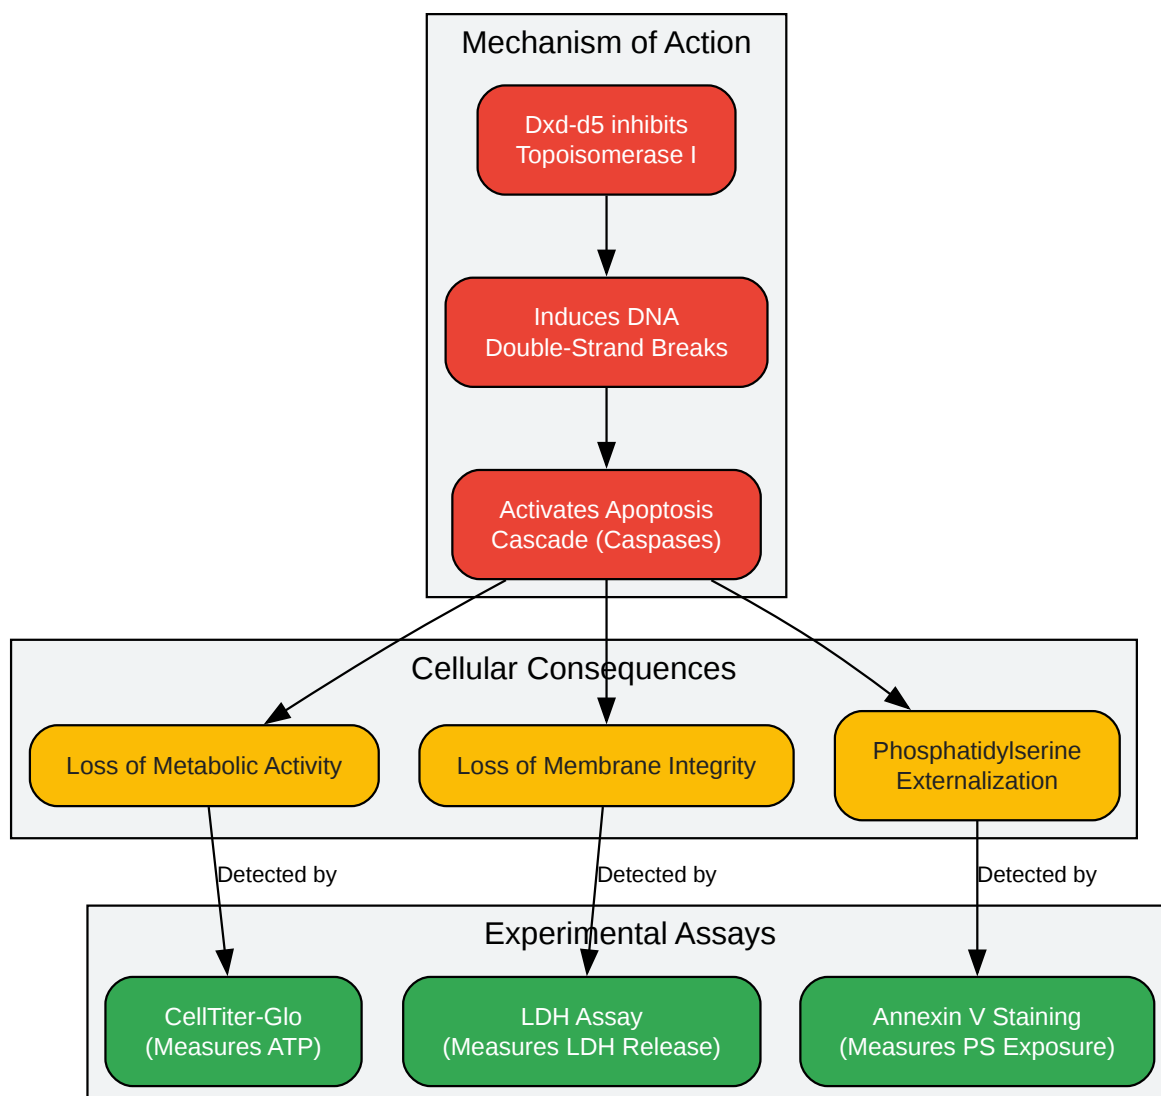 Mechanism of Action
Dxd-d5 inhibits
Topoisomerase I
Induces DNA
Double-Strand Breaks
Activates Apoptosis
Cascade (Caspases)
Cellular Consequences
Loss of Metabolic Activity
Loss of Membrane Integrity
Phosphatidylserine
Externalization
Detected by
Detected by
Detected by
Experimental Assays
CellTiter-Glo
(Measures ATP)
LDH Assay
(Measures LDH Release)
Annexin V Staining
(Measures PS Exposure)